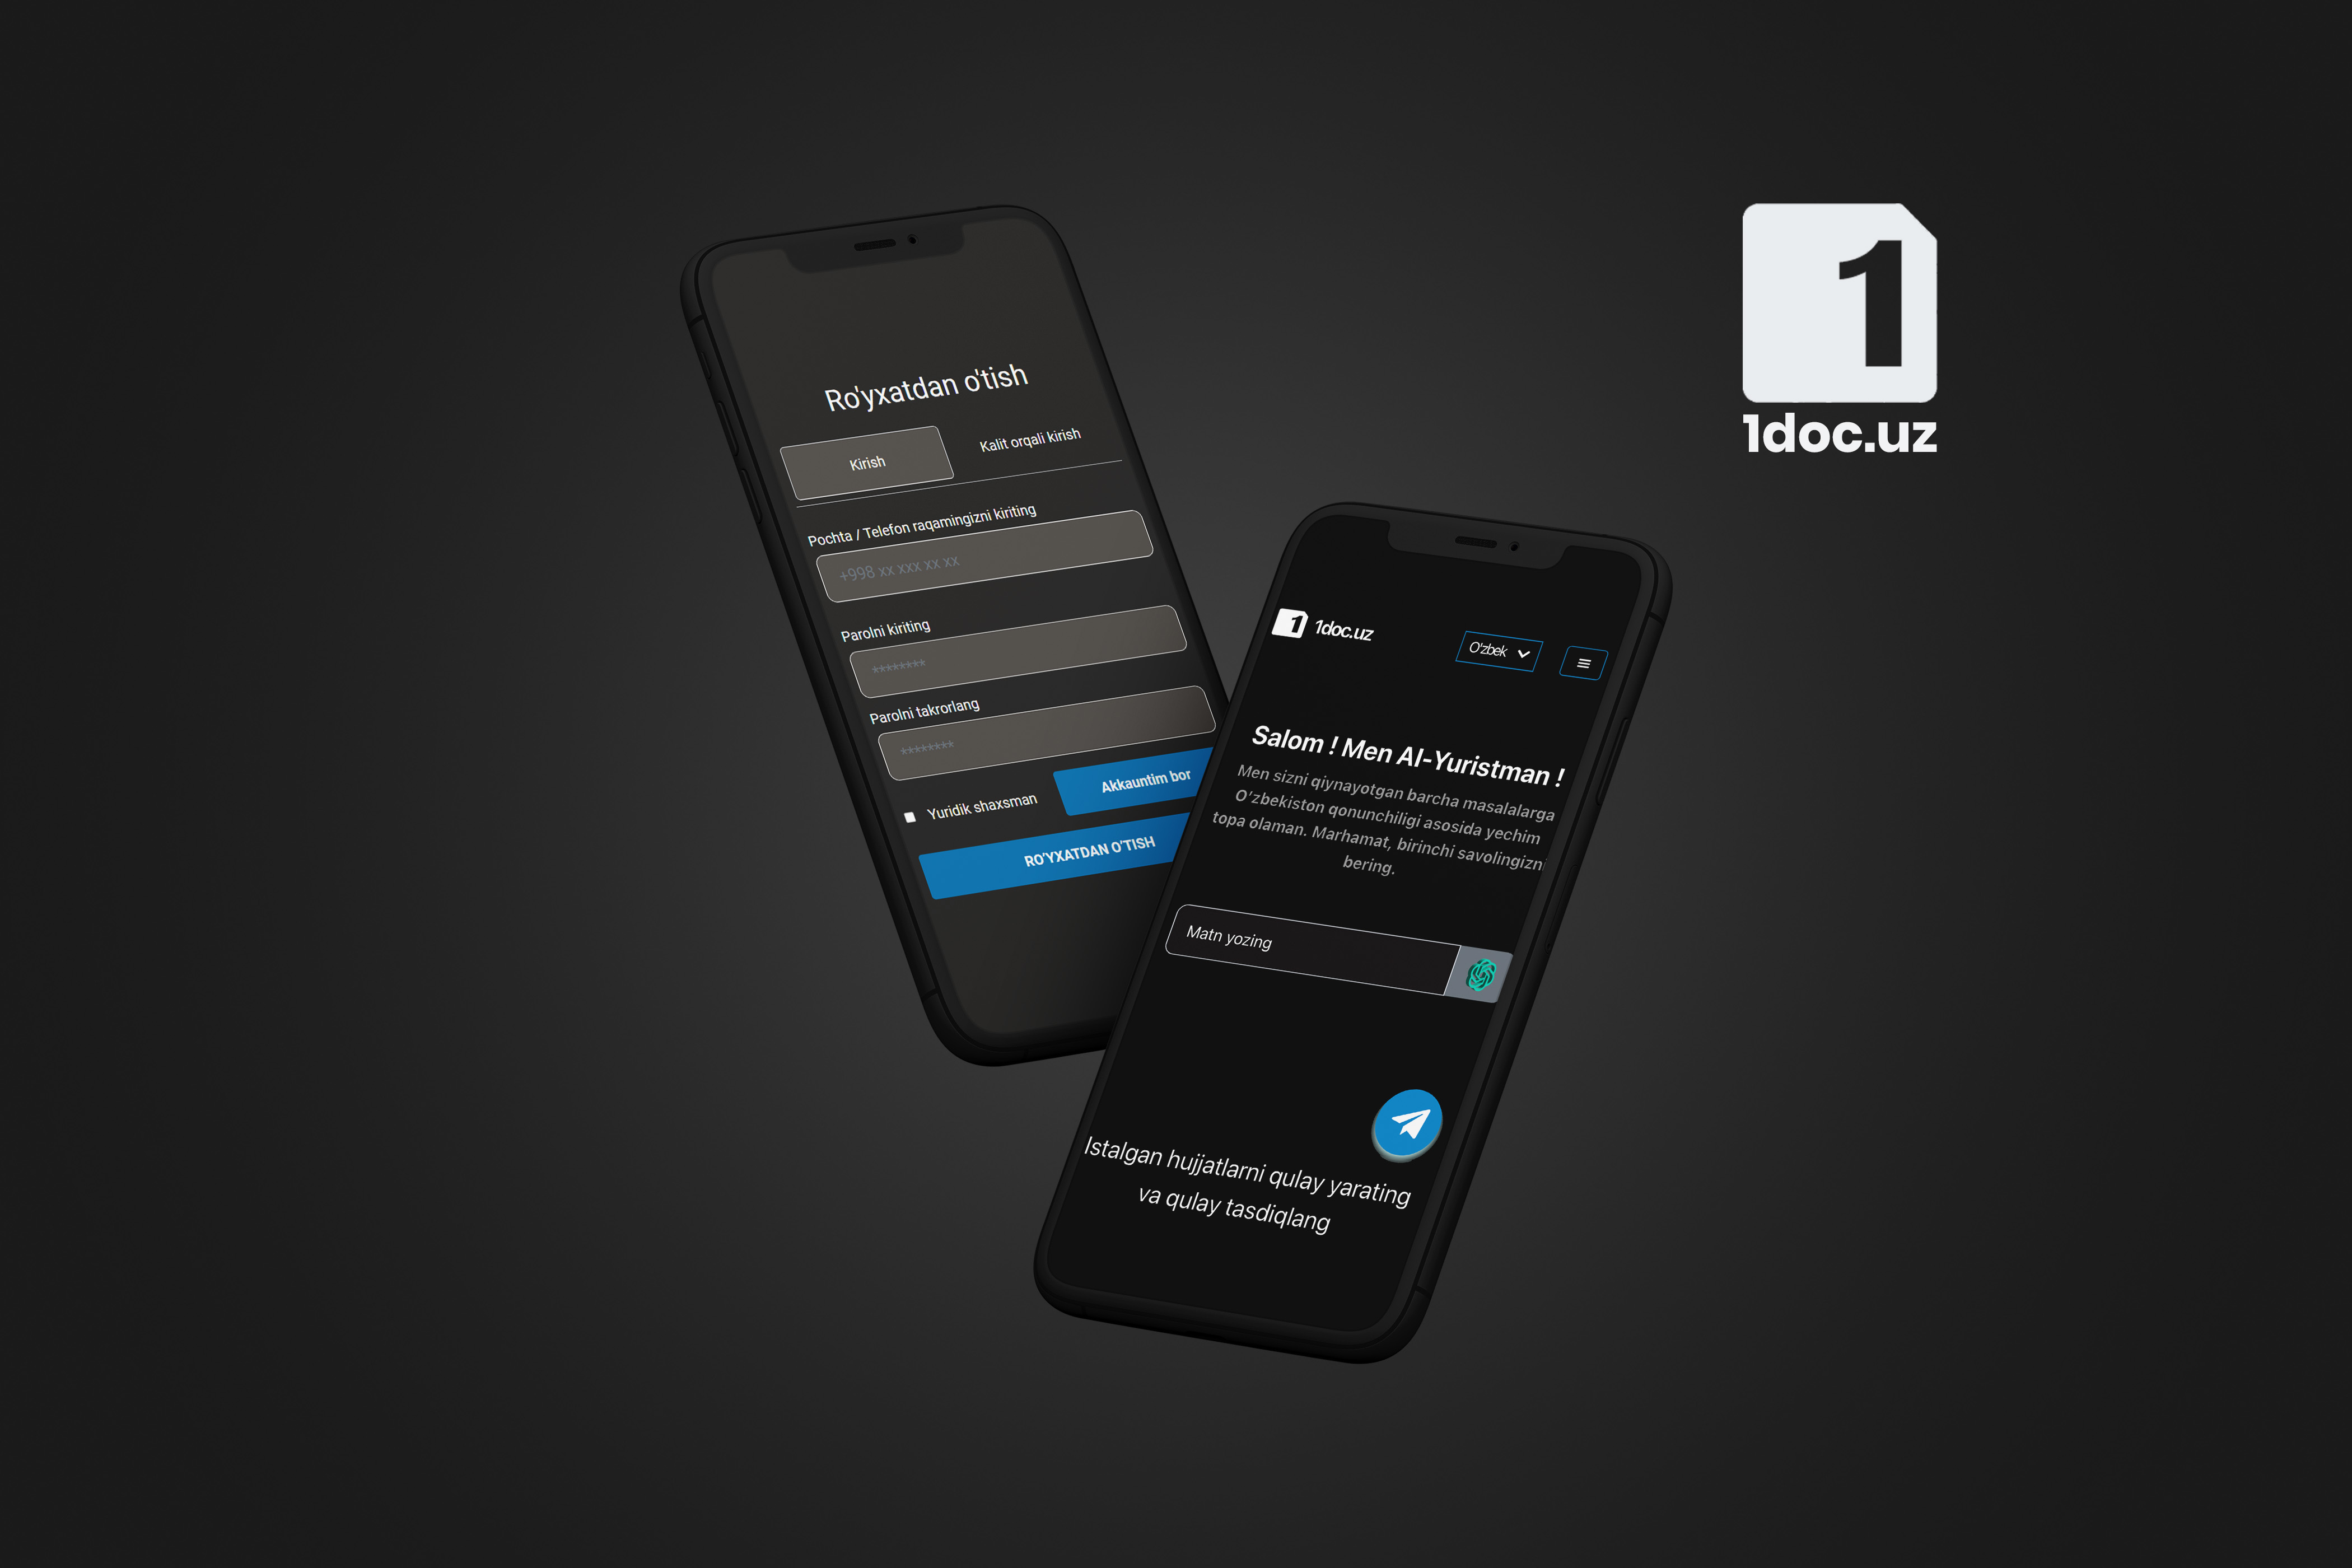 Ro'yxatdan o'tish
Kirish
Kalit orqali kirish
Pochta / Telefon raqamingizni kiriting
+998 xx xxx xx xx
Parolni kiriting
********
Parolni takrorlang
********
Yuridik shaxsman
Akkauntim bor
RO'YXATDAN O'TISH
1
1doc.uz
1
1doc.uz
O'zbek
Salom ! Men AI-Yuristman !
Men sizni qiynayotgan barcha masalalarga
O'zbekiston qonunchiligi asosida yechim
topa olaman. Marhamat, birinchi savolingizni
bering.
Matn yozing
Istalgan hujjatlarni qulay yarating
va qulay tasdiqlang